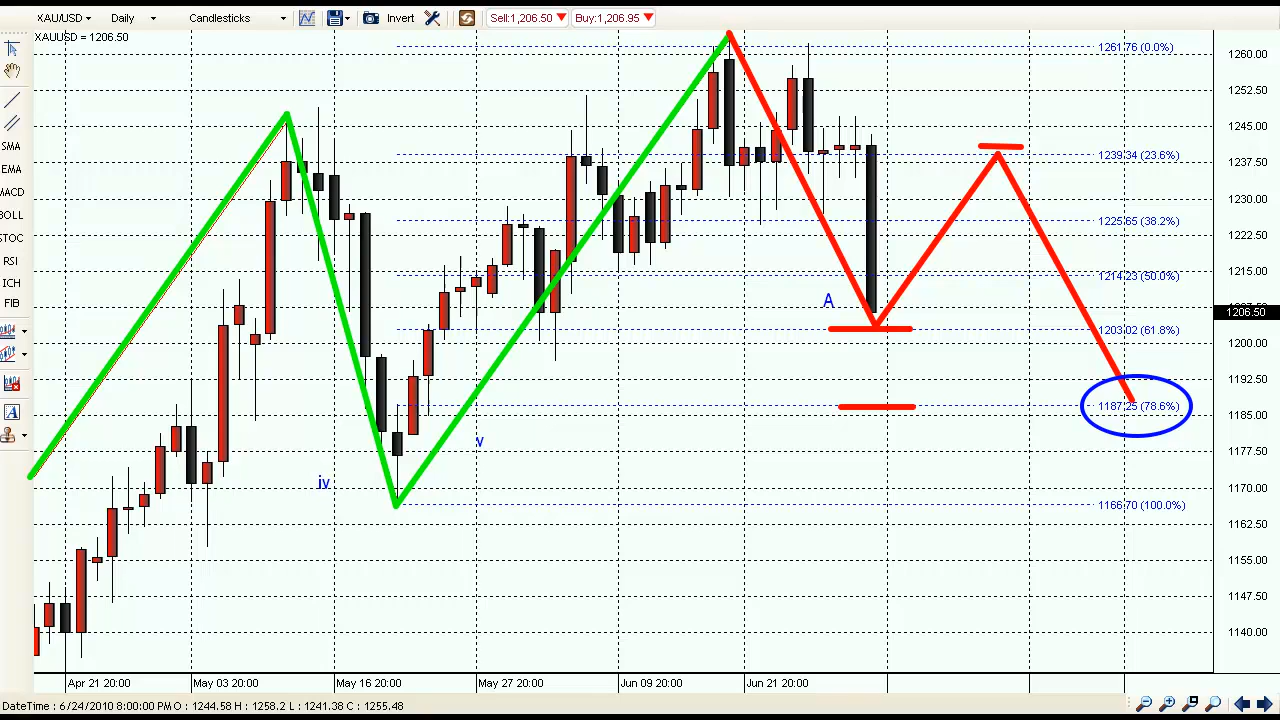 XAU/USD Daily Candlesticks Invert Sell:1,206.50 Buy:1,206.95
XAUUSD = 1206.50
SMA
EMA
MACD
BOLL
STOC
RSI
ICH
FIB
A
1261.76 (0.0%)
1239.34 (23.6%)
1225.65 (38.2%)
1214.23 (50.0%)
1203.02 (61.8%)
1187.25 (78.6%)
1166.70 (100.0%)
A
v
iv
1260.00
1252.50
1245.00
1237.50
1230.00
1222.50
1215.00
1206.50
1200.00
1192.50
1185.00
1177.50
1170.00
1162.50
1155.00
1147.50
1140.00
Apr 21 20:00 May 03 20:00 May 16 20:00 May 27 20:00 Jun 09 20:00 Jun 21 20:00
DateTime : 6/24/2010 8:00:00 PM O : 1244.58 H : 1258.2 L : 1241.38 C : 1255.48